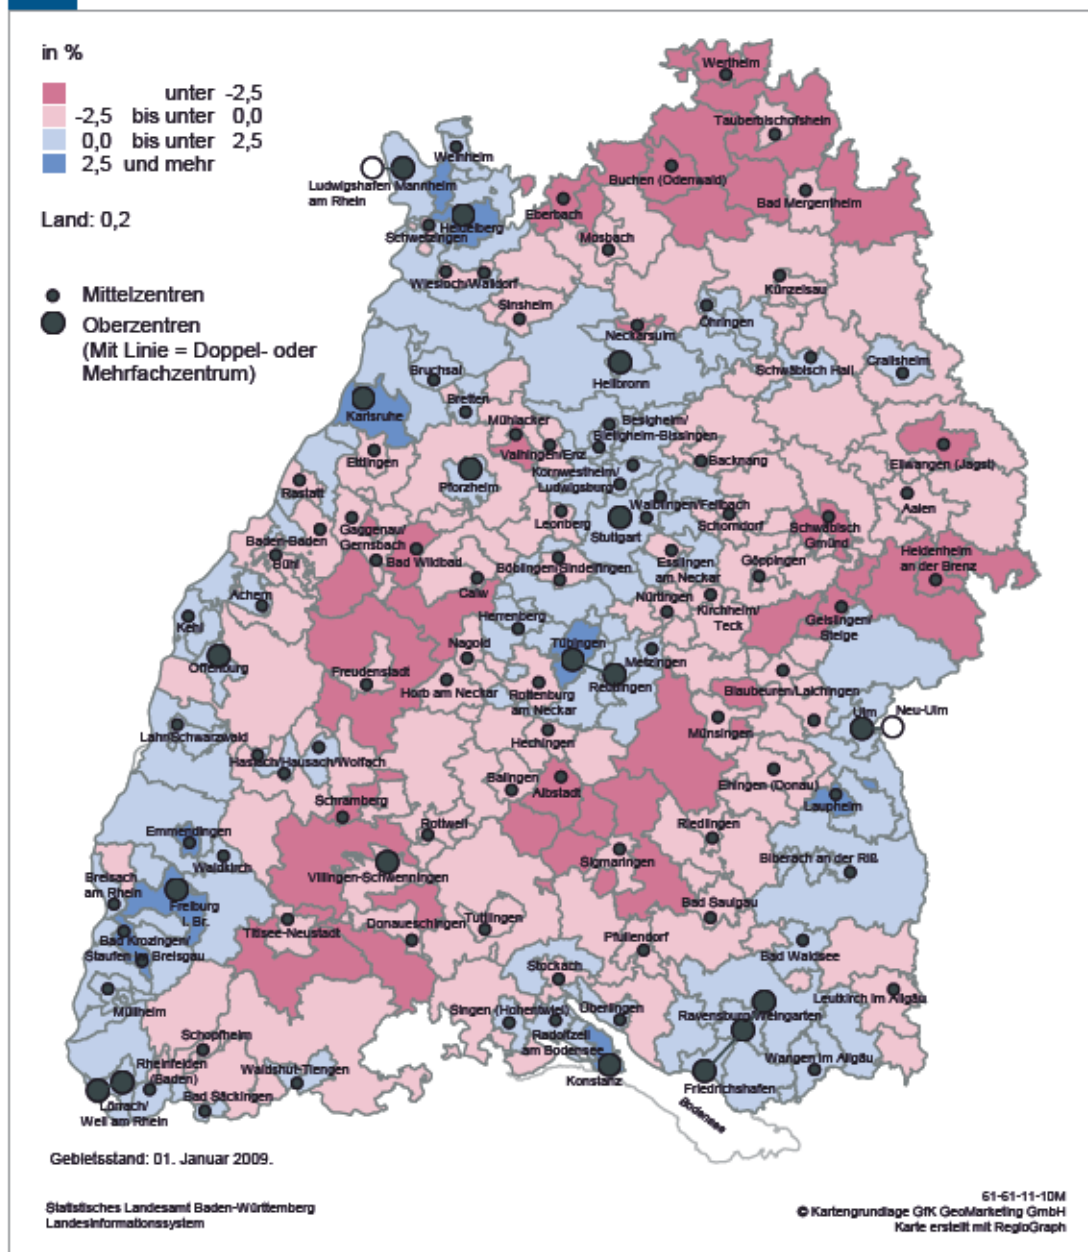 in %
unter -2,5
-2,5 bis unter 0,0
0,0 bis unter 2,5
2,5 und mehr
Land: 0,2
Mittelzentren
Oberzentren
(Mit Linie = Doppel- oder
Mehrfachzentrum)
Wertheim
Tauberbischofsheim
Weinheim
Ludwigshafen Mannheim
am Rhein
Buchen (Odenwald)
Bad Mergentheim
Eberbach
Heidelberg
Schwetzingen
Mosbach
Wiesloch/Walldorf
Künzelsau
Sinsheim
Öhringen
Neckarsulm
Heilbronn
Schwäbisch Hall
Crailsheim
Bruchsal
Bretten
Karlsruhe
Mühlacker
Besigheim/
Bietigheim-Bissingen
Vaihingen/Enz
Ettlingen
Backnang
Ellwangen (Jagst)
Kornwestheim/
Ludwigsburg
Pforzheim
Rastatt
Waiblingen/Fellbach
Aalen
Leonberg
Schorndorf
Stuttgart
Schwäbisch
Gmünd
Gaggenau/
Gernsbach
Baden-Baden
Bühl
Bad Wildbad
Böblingen/Sindelfingen
Esslingen
am Neckar
Göppingen
Heidenheim
an der Brenz
Calw
Achern
Nürtingen
Kirchheim/
Teck
Geislingen/
Steige
Kehl
Herrenberg
Tübingen
Nagold
Metzingen
Offenburg
Freudenstadt
Horb am Neckar
Rottenburg
am Neckar
Reutlingen
Blaubeuren/Laichingen
Ulm
Neu-Ulm
Münsingen
Lahr/Schwarzwald
Hechingen
Haslach/Hausach/Wolfach
Balingen
Albstadt
Ehingen (Donau)
Laupheim
Schramberg
Rottweil
Riedlingen
Emmendingen
Waldkirch
Sigmaringen
Biberach an der Riß
Breisach
am Rhein
Villingen-Schwenningen
Freiburg
i. Br.
Bad Saulgau
Donaueschingen
Tuttlingen
Titisee-Neustadt
Pfullendorf
Bad Krozingen/
Staufen im Breisgau
Bad Waldsee
Stockach
Leutkirch im Allgäu
Müllheim
Singen (Hohentwiel)
Überlingen
Ravensburg/Weingarten
Schopfheim
Radolfzell
am Bodensee
Rheinfelden
(Baden)
Waldshut-Tiengen
Wangen im Allgäu
Konstanz
Friedrichshafen
Bad Säckingen
Lörrach/
Weil am Rhein
Bodensee
Gebietsstand: 01. Januar 2009.
Statistisches Landesamt Baden-Württemberg
Landesinformationssystem
61-61-11-10M
© Kartengrundlage GfK GeoMarketing GmbH
Karte erstellt mit RegioGraph